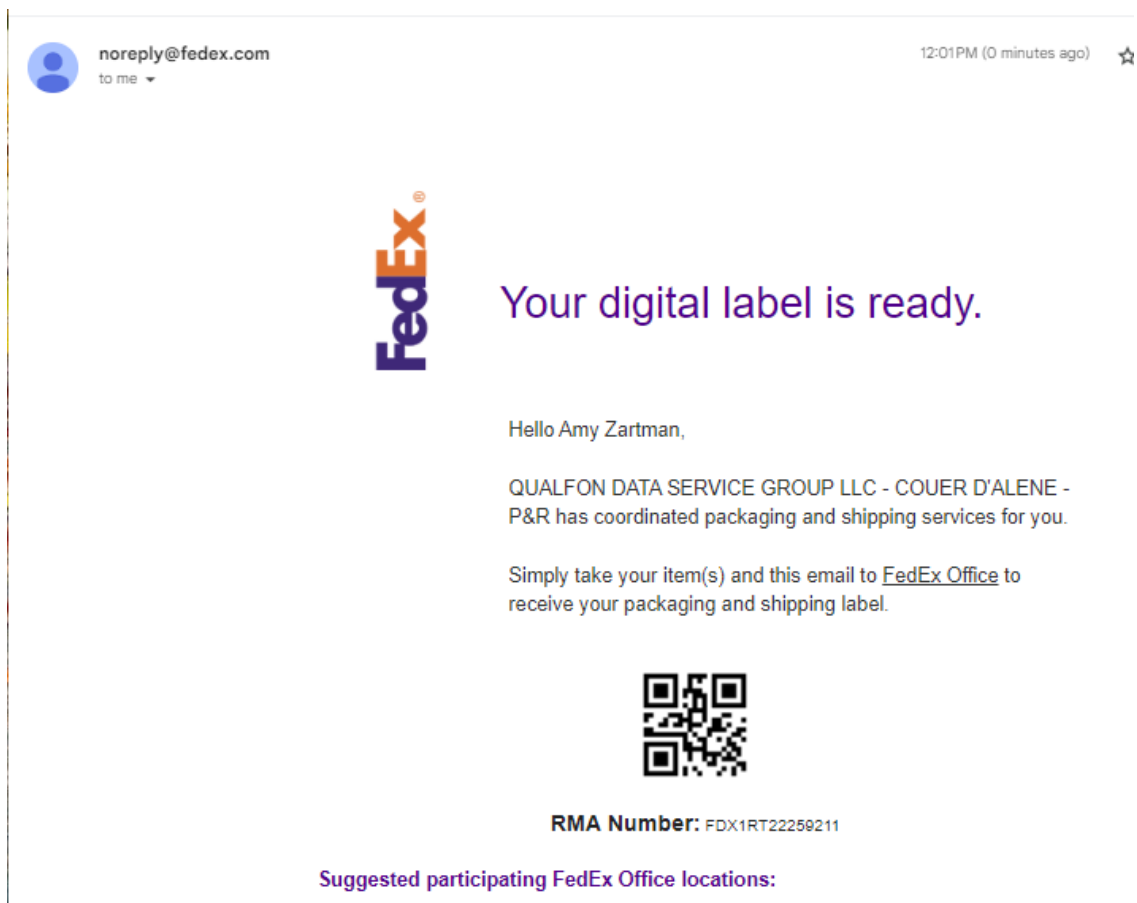 noreply@fedex.com
12:01 PM (0 minutes ago)
to me
FedEx®
Your digital label is ready.
Hello Amy Zartman,
QUALFON DATA SERVICE GROUP LLC - COUER D'ALENE -
P&R has coordinated packaging and shipping services for you.
Simply take your item(s) and this email to FedEx Office to
receive your packaging and shipping label.
RMA Number: FDX1RT22259211
Suggested participating FedEx Office locations: